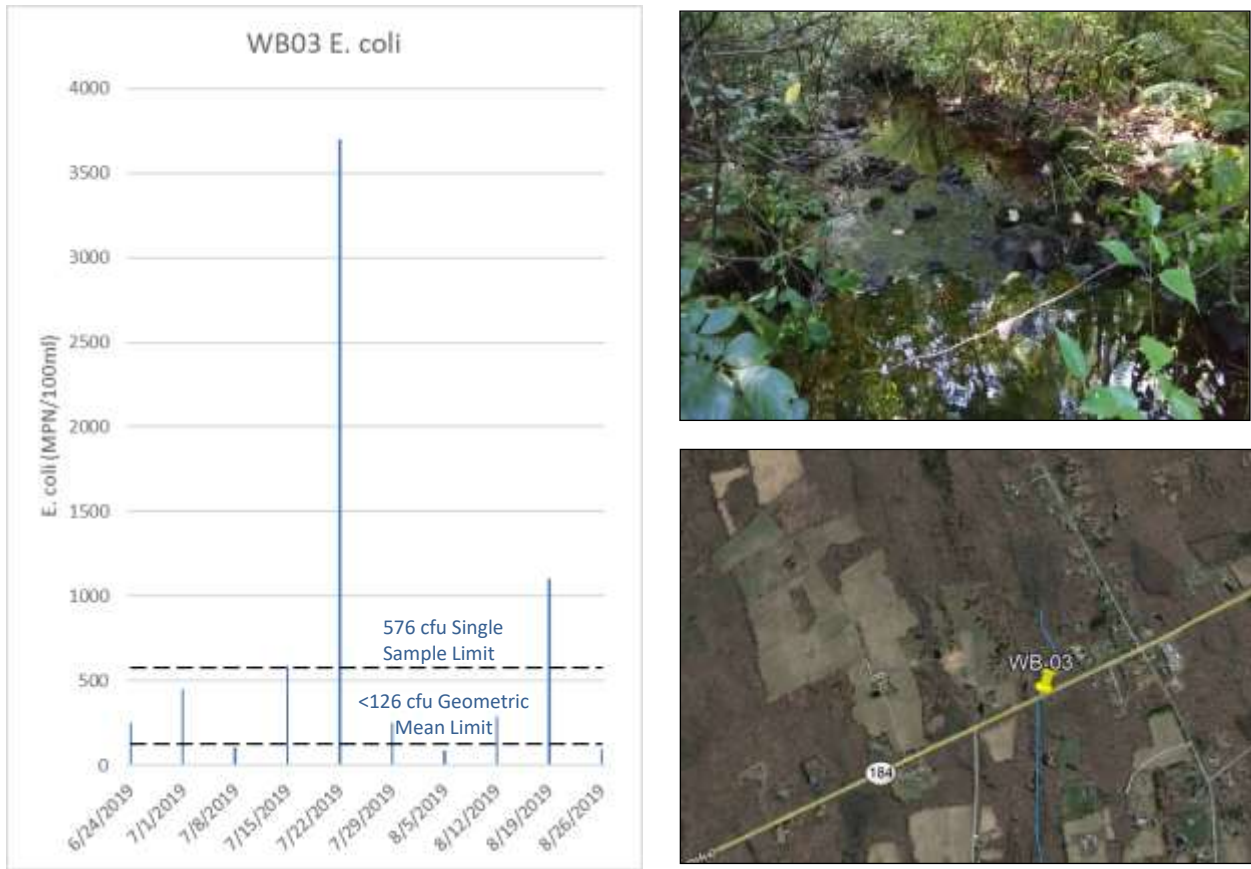 WB03 E. coli
4000
3500
3000
2500
2000
1500
1000
500
0
E. coli (MPN/100ml)
576 cfu Single
Sample Limit
<126 cfu Geometric
Mean Limit
6/24/2019
7/1/2019
7/8/2019
7/15/2019
7/22/2019
7/29/2019
8/5/2019
8/12/2019
8/19/2019
8/26/2019
WB-03
184